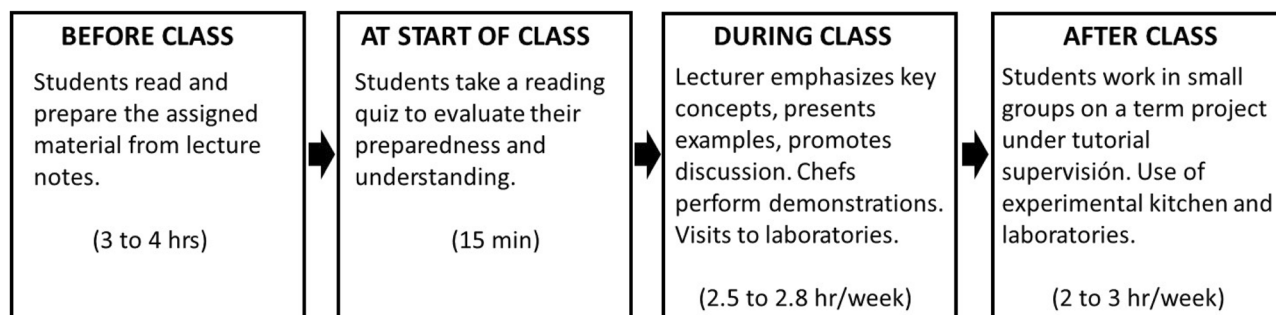 BEFORE CLASS
Students read and
prepare the assigned
material from lecture
notes.
(3 to 4 hrs)
AT START OF CLASS
Students take a reading
quiz to evaluate their
preparedness and
understanding.
(15 min)
DURING CLASS
Lecturer emphasizes key
concepts, presents
examples, promotes
discussion. Chefs
perform demonstrations.
Visits to laboratories.
(2.5 to 2.8 hr/week)
AFTER CLASS
Students work in small
groups on a term project
under tutorial
supervisión. Use of
experimental kitchen and
laboratories.
(2 to 3 hr/week)